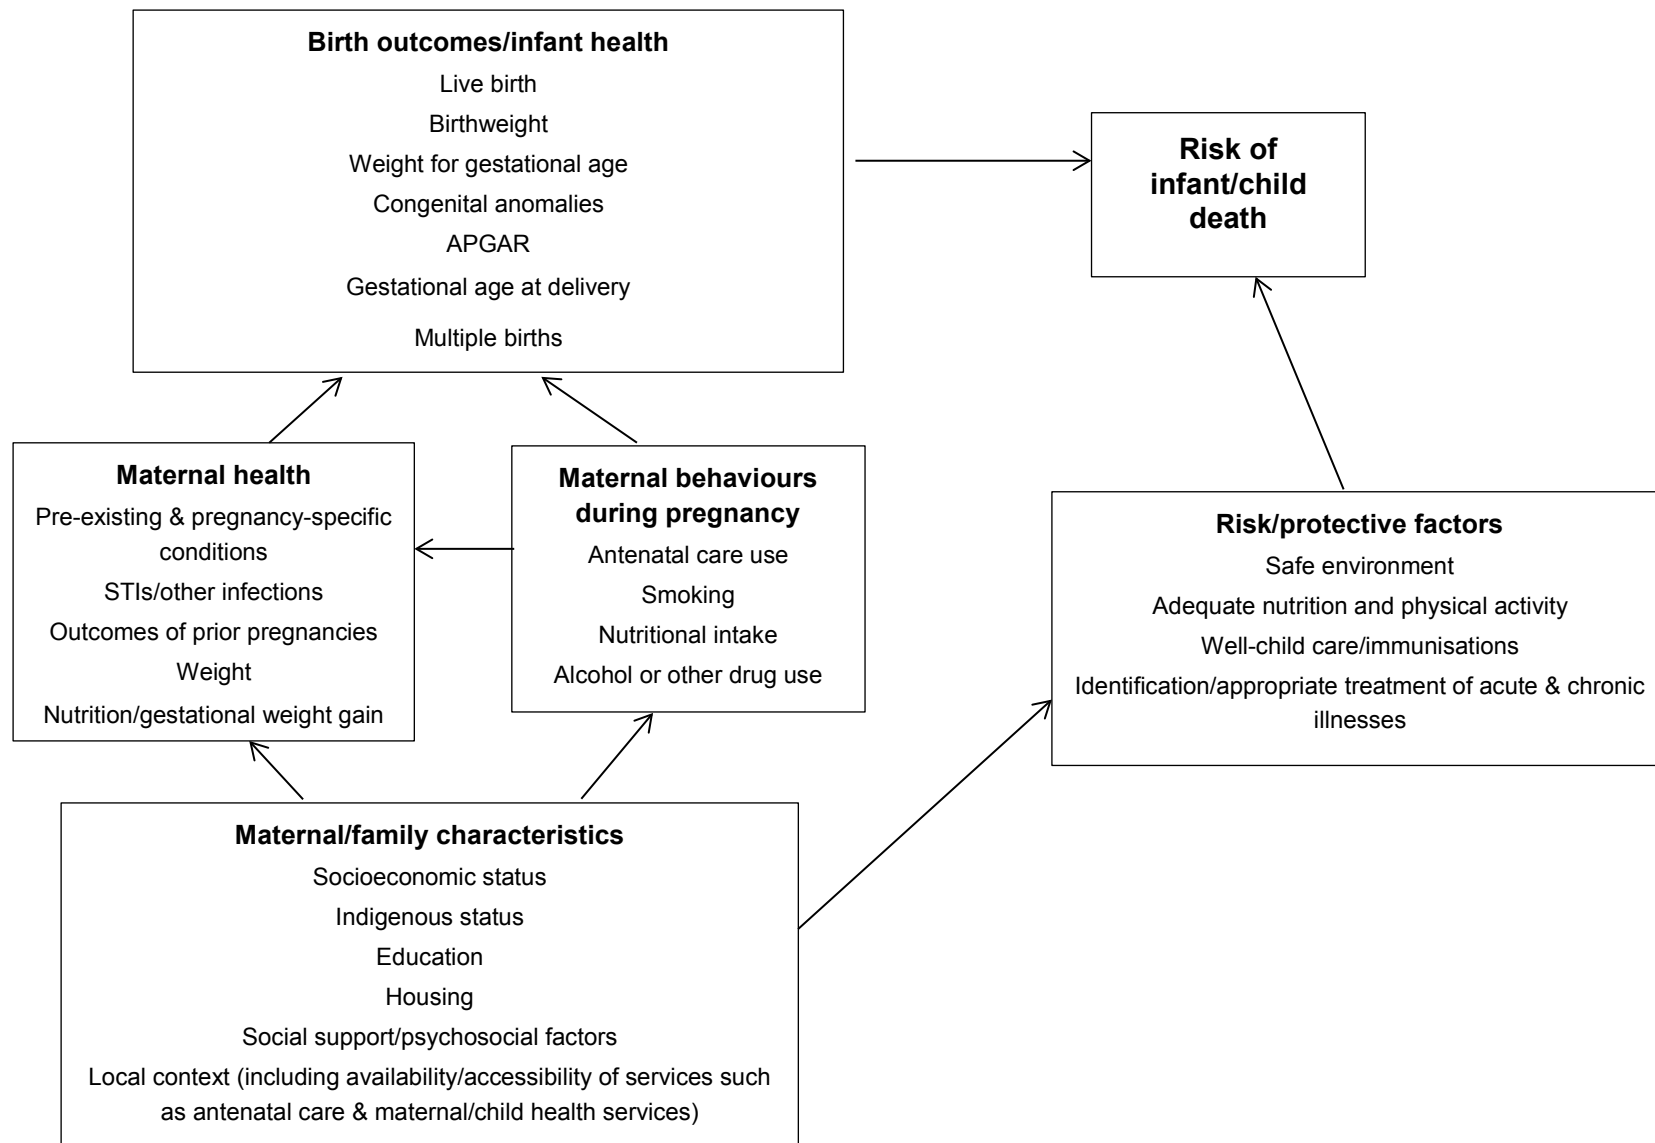 Birth outcomes/infant health
Live birth
Birthweight
Weight for gestational age
Congenital anomalies
APGAR
Gestational age at delivery
Multiple births
Risk of
infant/child
death
Maternal health
Pre-existing & pregnancy-specific
conditions
STIs/other infections
Outcomes of prior pregnancies
Weight
Nutrition/gestational weight gain
Maternal behaviours
during pregnancy
Antenatal care use
Smoking
Nutritional intake
Alcohol or other drug use
Risk/protective factors
Safe environment
Adequate nutrition and physical activity
Well-child care/immunisations
Identification/appropriate treatment of acute & chronic
illnesses
Maternal/family characteristics
Socioeconomic status
Indigenous status
Education
Housing
Social support/psychosocial factors
Local context (including availability/accessibility of services such
as antenatal care & maternal/child health services)